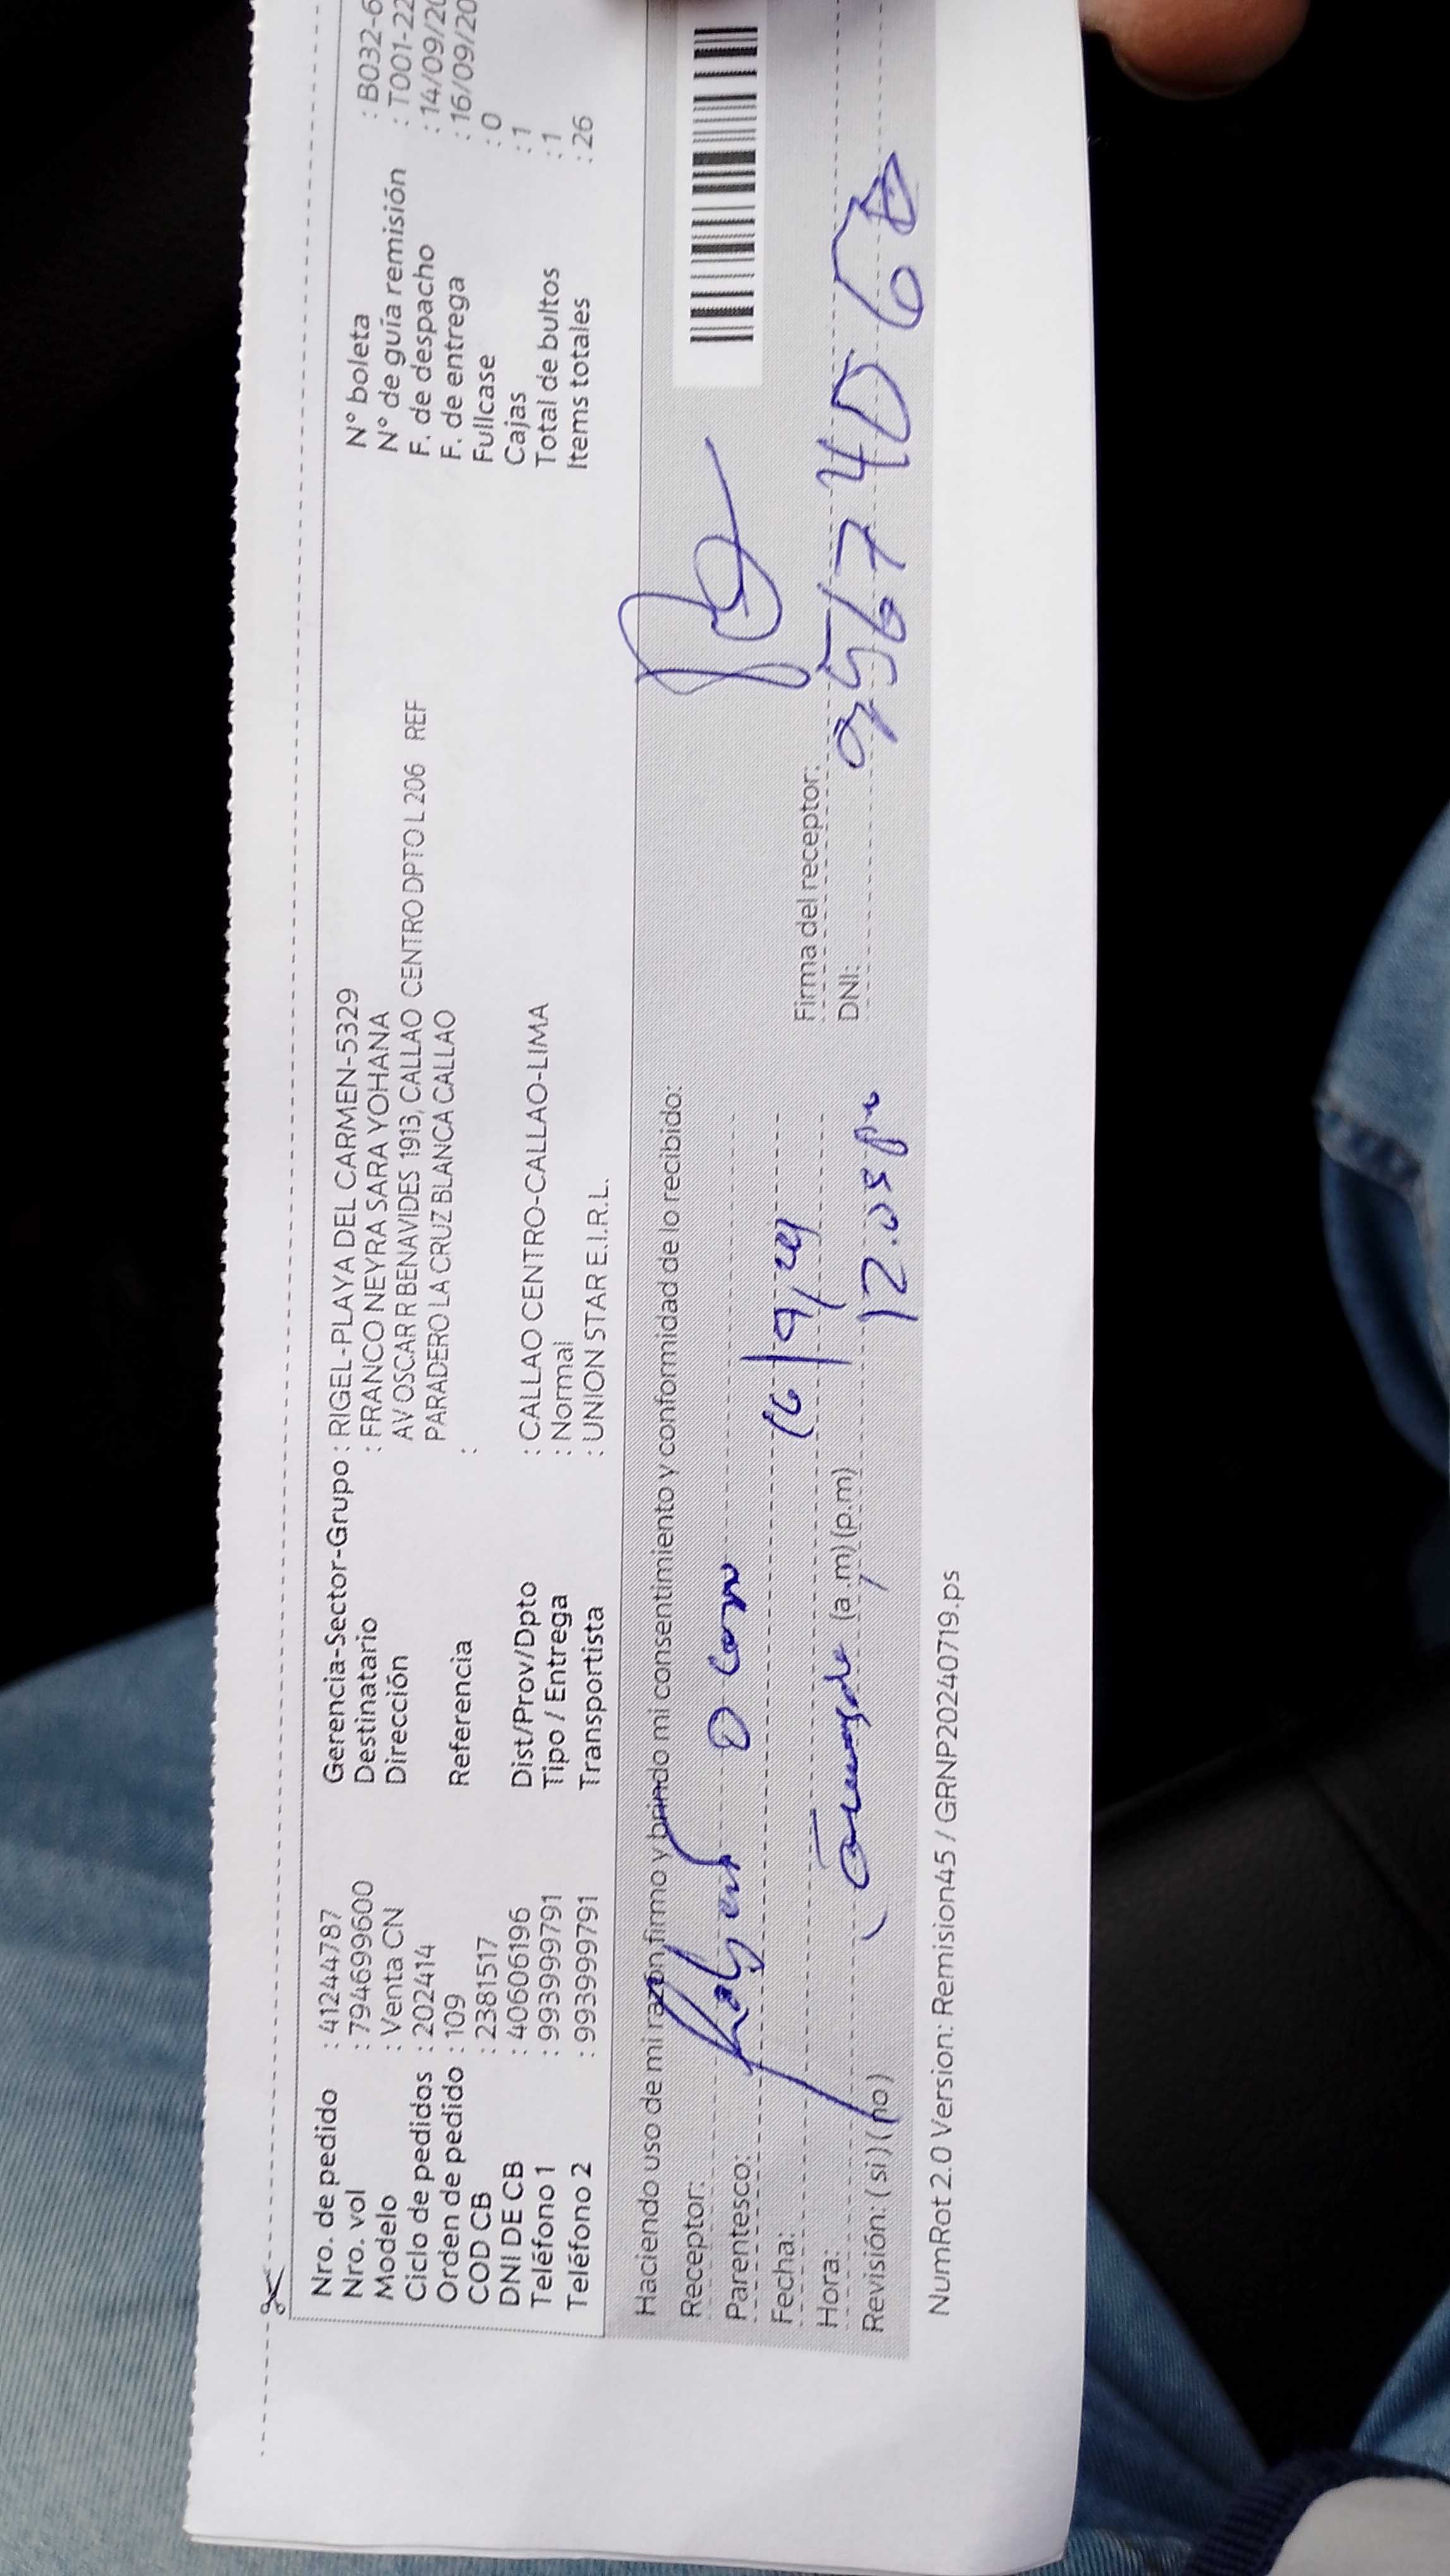 Nro. de pedido : 41244787 Gerencia-Sector-Grupo : RIGEL-PLAYA DEL CARMEN-5329 N° boleta : B032-6
Nro. vol : 794699600 Destinatario : FRANCO NEYRA SARA YOHANA N° de guía remisión : T001-22
Modelo : Venta CN Dirección AV OSCAR R BENAVIDES 1913, CALLAO CENTRO DPTO L 206 REF F. de despacho : 14/09/20
Ciclo de pedidos : 202414 PARADERO LA CRUZ BLANCA CALLAO F. de entrega : 16/09/20
Orden de pedido : 109 Referencia : Fullcase : 0
COD CB : 2381517 Cajas : 1
DNI DE CB : 40606196 Dist/Prov/Dpto : CALLAO CENTRO-CALLAO-LIMA Total de bultos : 1
Teléfono 1 : 993999791 Tipo / Entrega : Normal Items totales : 26
Teléfono 2 : 993999791 Transportista : UNION STAR E.I.R.L.
Haciendo uso de mi razón firmo y brindo mi consentimiento y conformidad de lo recibido:
Receptor:
Parentesco:
Fecha: 16/9/24
Hora: (a.m) (p.m) 12.05 pm Firma del receptor:
Revisión: (si) (no) DNI:
NumRot 2.0 Version: Remision45 / GRNP20240719.ps